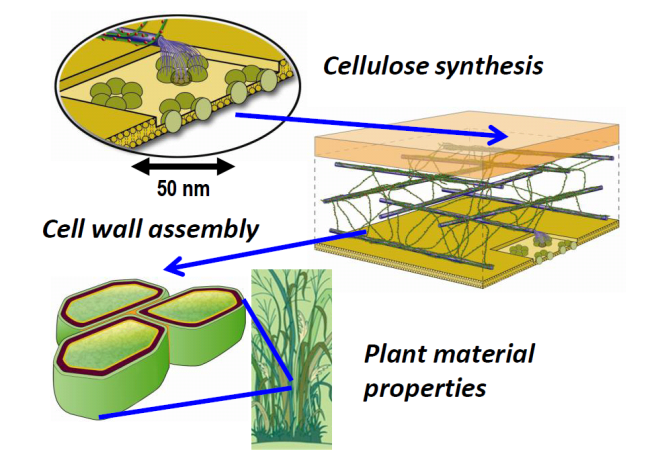 Cellulose synthesis
50 nm
Cell wall assembly
Plant material
properties